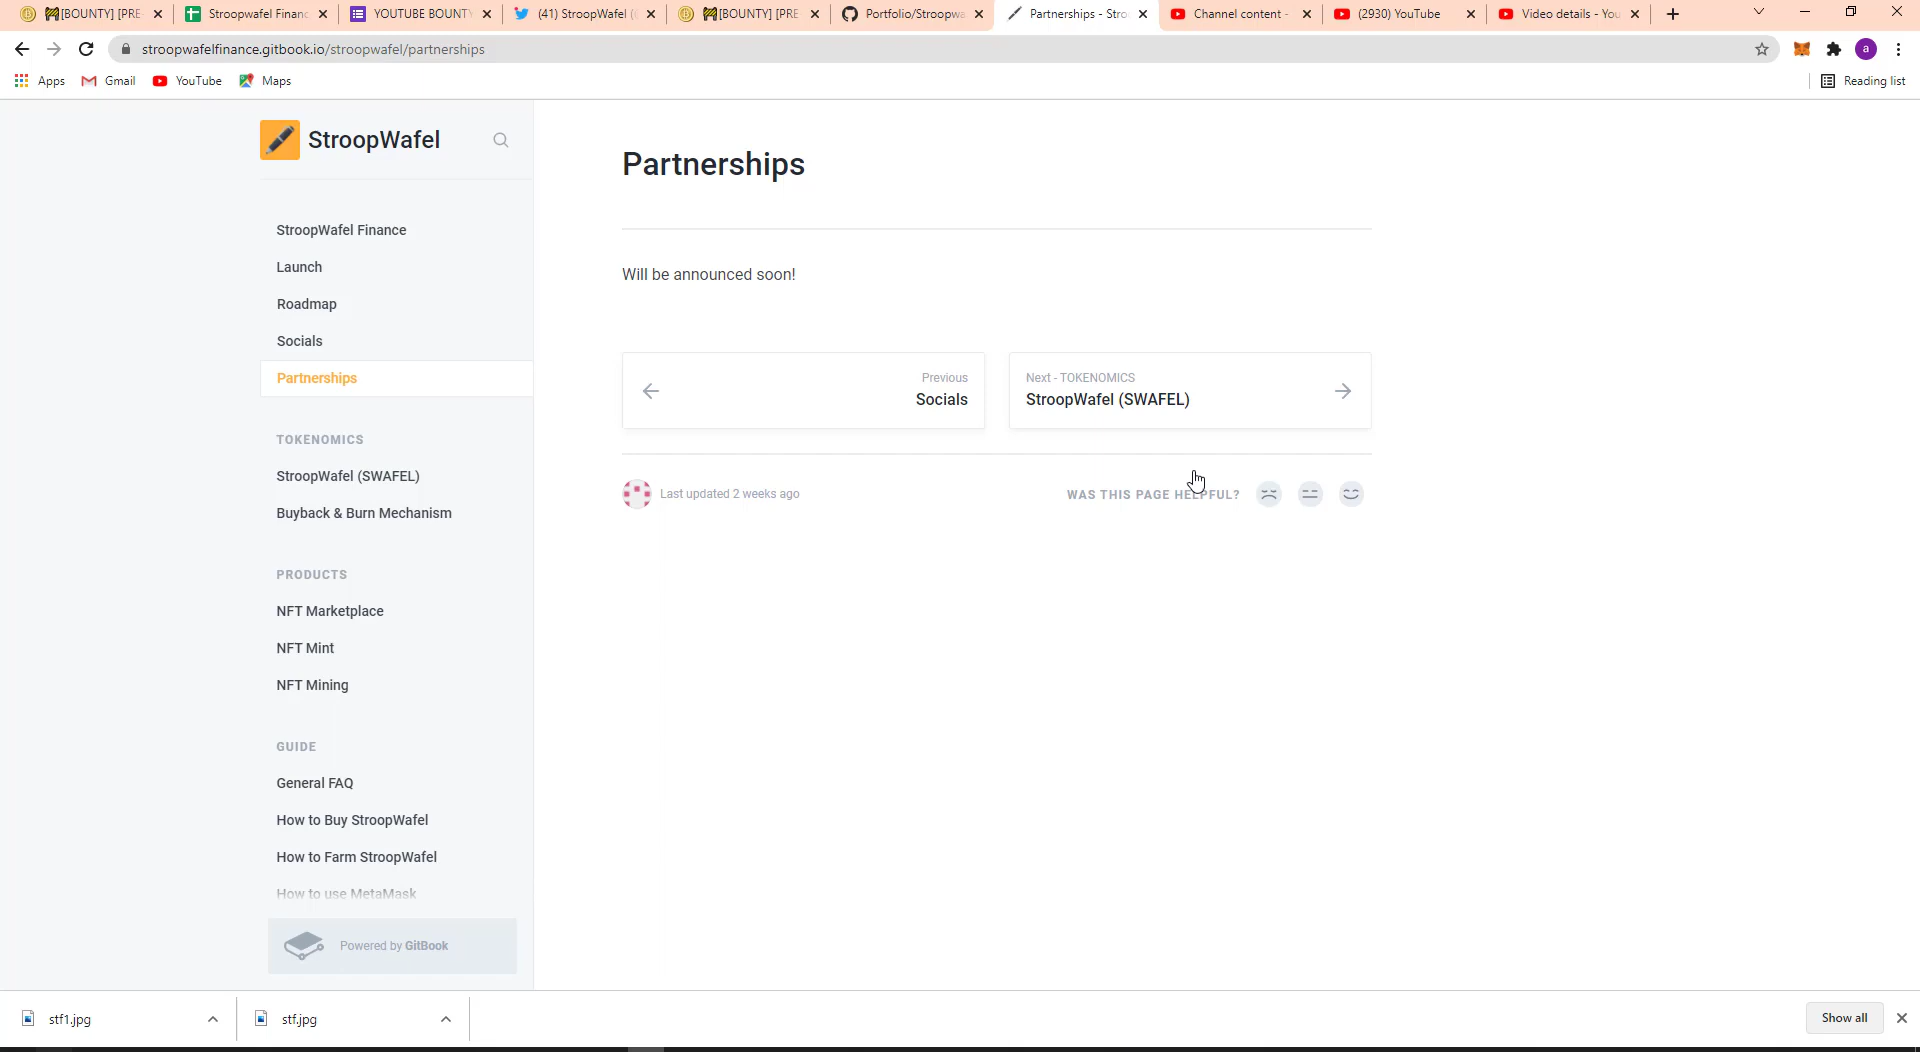 [BOUNTY] [PRE-
Stroopwafel Financ
YOUTUBE BOUNTY
(41) StroopWafel (
[BOUNTY] [PRE
Portfolio/Stroopwa
Partnerships - Stro
Channel content -
(2930) YouTube
Video details - You
stroopwafelfinance.gitbook.io/stroopwafel/partnerships
a
Apps
Gmail
YouTube
Maps
Reading list
StroopWafel
StroopWafel Finance
Launch
Roadmap
Socials
Partnerships
TOKENOMICS
StroopWafel (SWAFEL)
Buyback & Burn Mechanism
PRODUCTS
NFT Marketplace
NFT Mint
NFT Mining
GUIDE
General FAQ
How to Buy StroopWafel
How to Farm StroopWafel
How to use MetaMask
Powered by GitBook
Partnerships
Will be announced soon!
Previous
Socials
Next - TOKENOMICS
StroopWafel (SWAFEL)
Last updated 2 weeks ago
WAS THIS PAGE HELPFUL?
stf1.jpg
stf.jpg
Show all